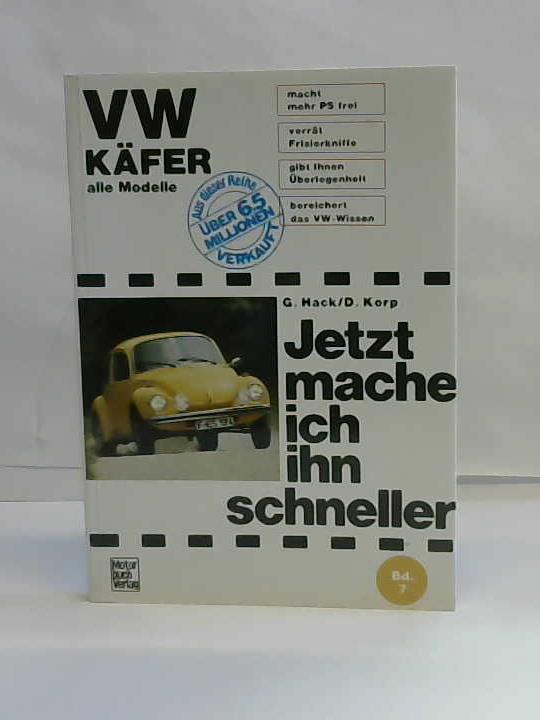 VW
KÄFER
alle Modelle
macht
mehr PS frei
verrät
Frisierkniffe
gibt Ihnen
Überlegenheit
bereichert
das VW-Wissen
Aus dieser Reihe
ÜBER 6,5
MILLIONEN
VERKAUFT
G. Hack/D. Korp
Jetzt
mache
ich
ihn
schneller
Motor
buch
Verlag
Bd.
7